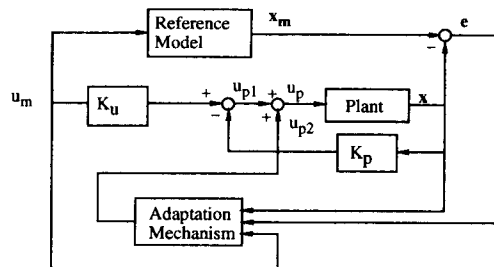 Reference
Model
x_m
e
−
u_m
K_u
+
u_p1
+
u_p
Plant
x
−
+
u_p2
K_p
Adaptation
Mechanism